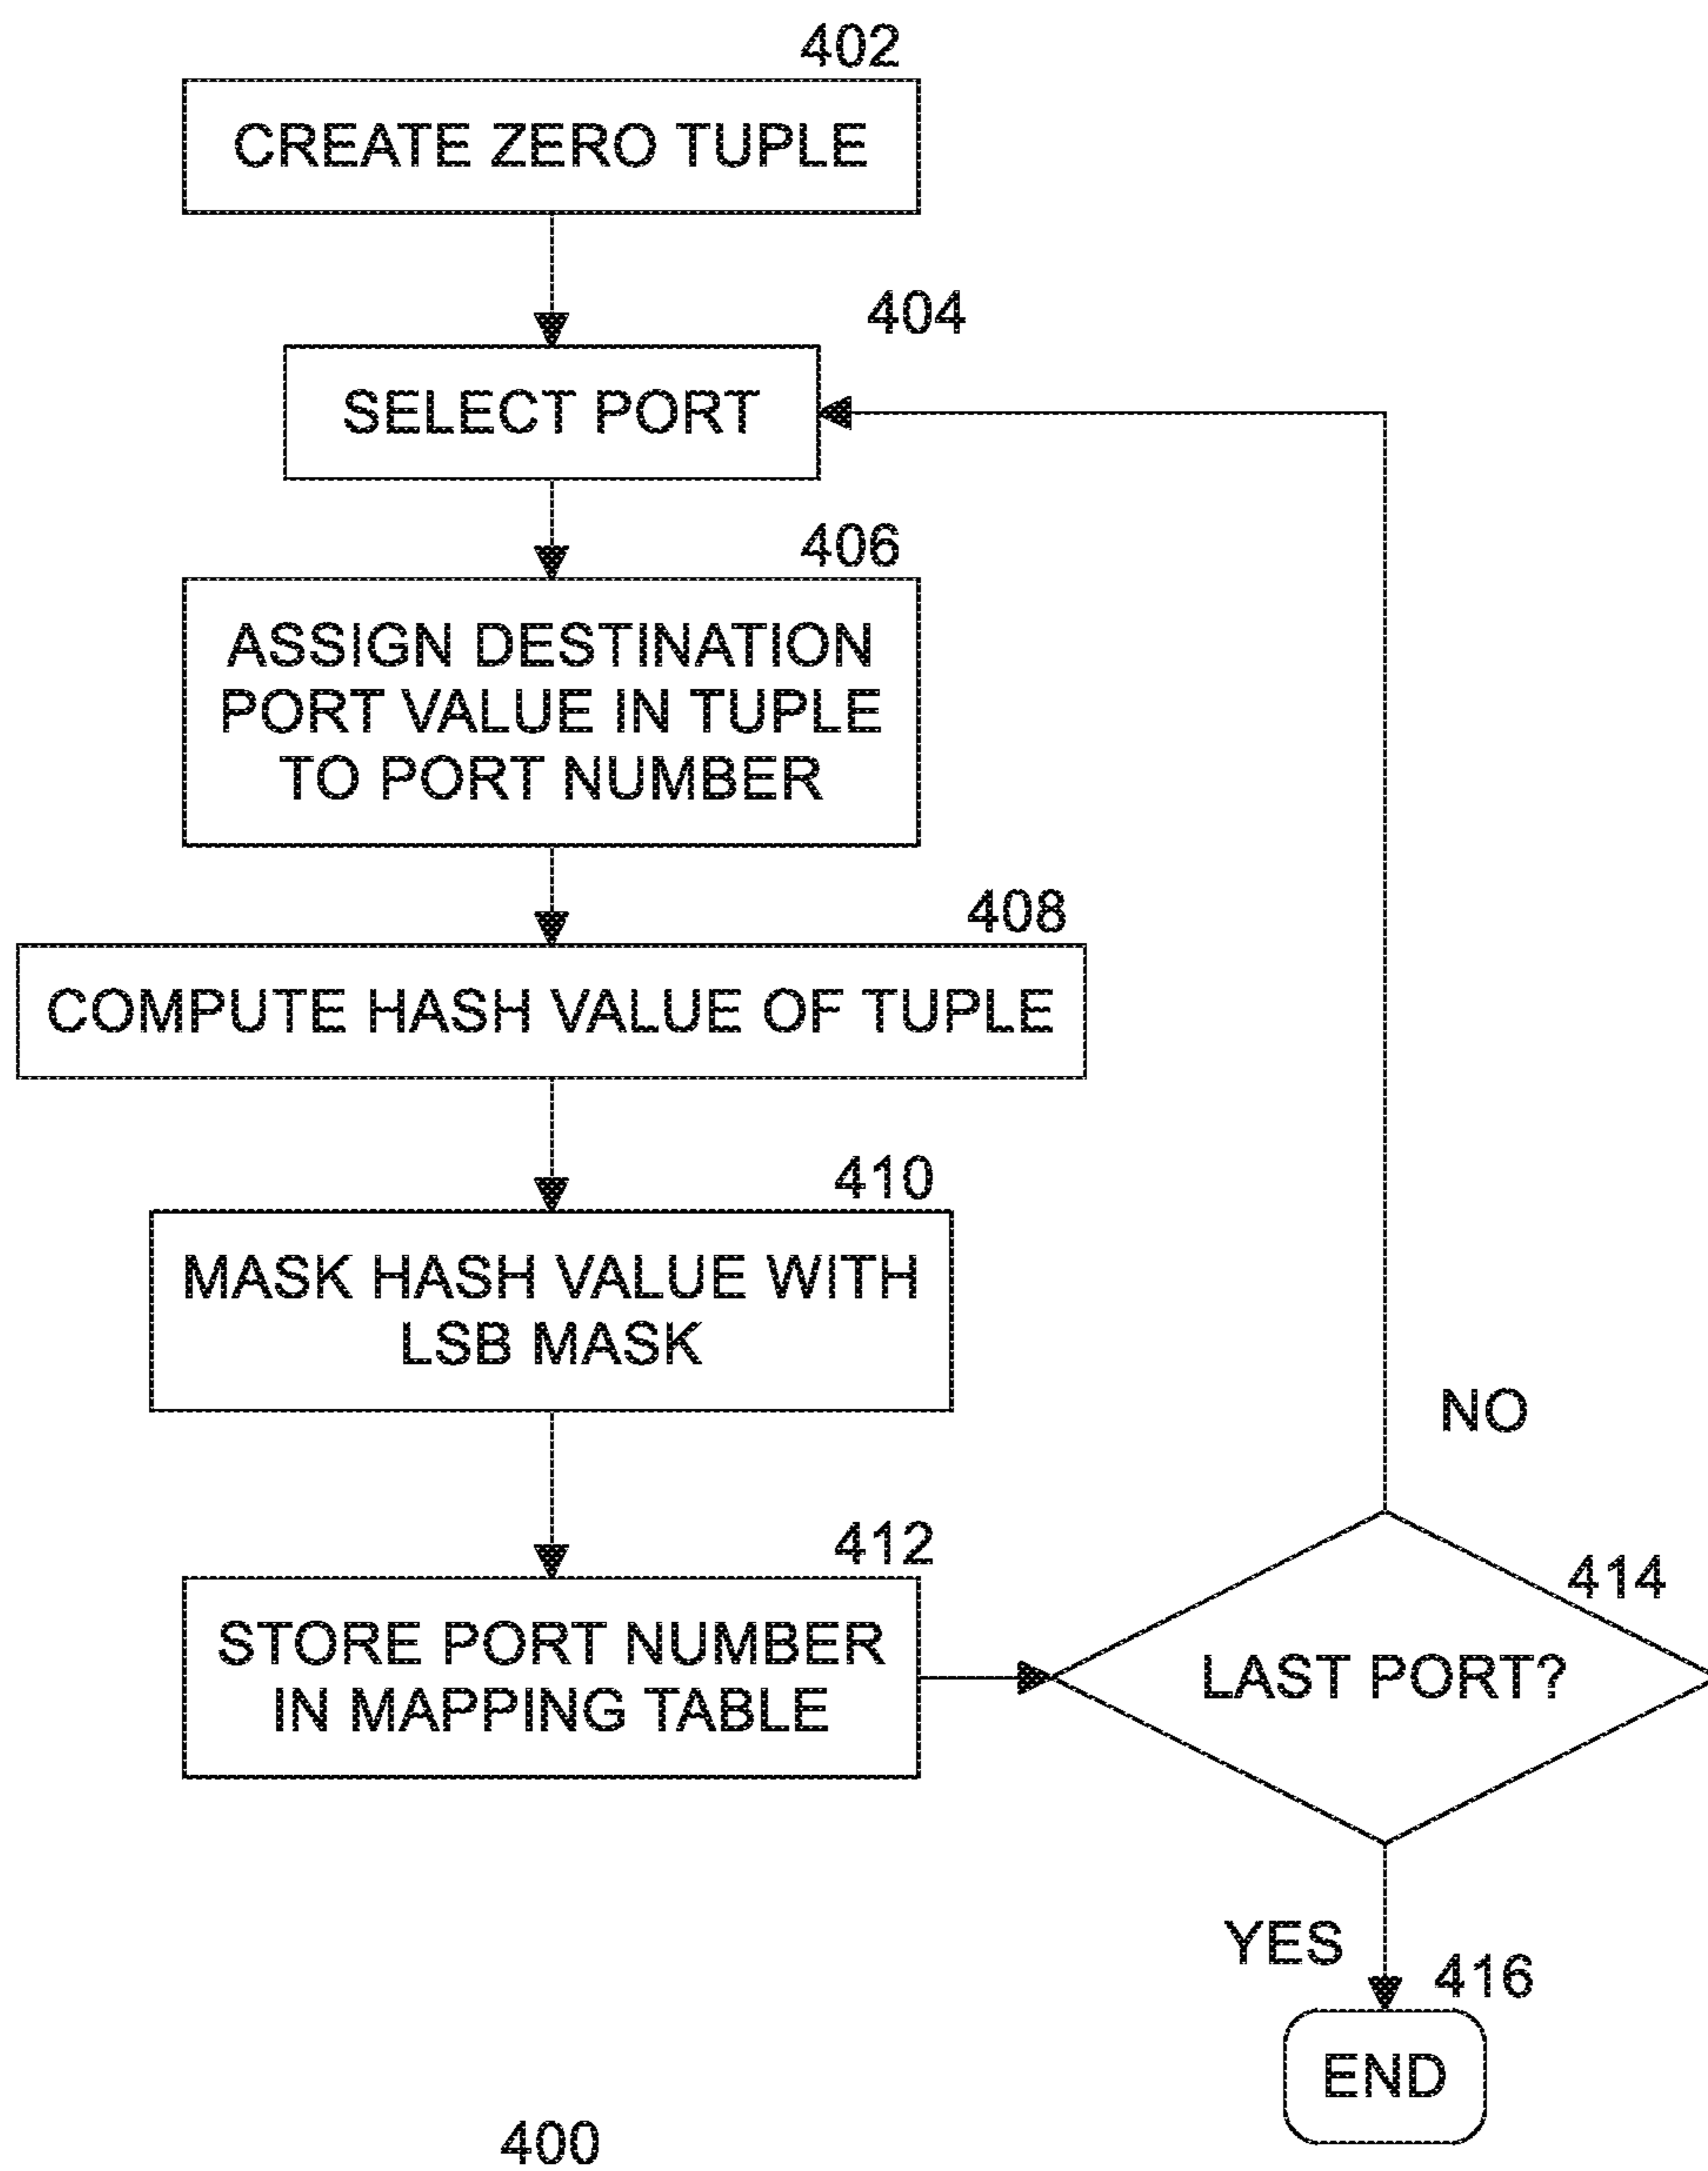 402
CREATE ZERO TUPLE
404
SELECT PORT
406
ASSIGN DESTINATION
PORT VALUE IN TUPLE
TO PORT NUMBER
408
COMPUTE HASH VALUE OF TUPLE
410
MASK HASH VALUE WITH
LSB MASK
NO
412
STORE PORT NUMBER
IN MAPPING TABLE
414
LAST PORT?
YES
416
END
400